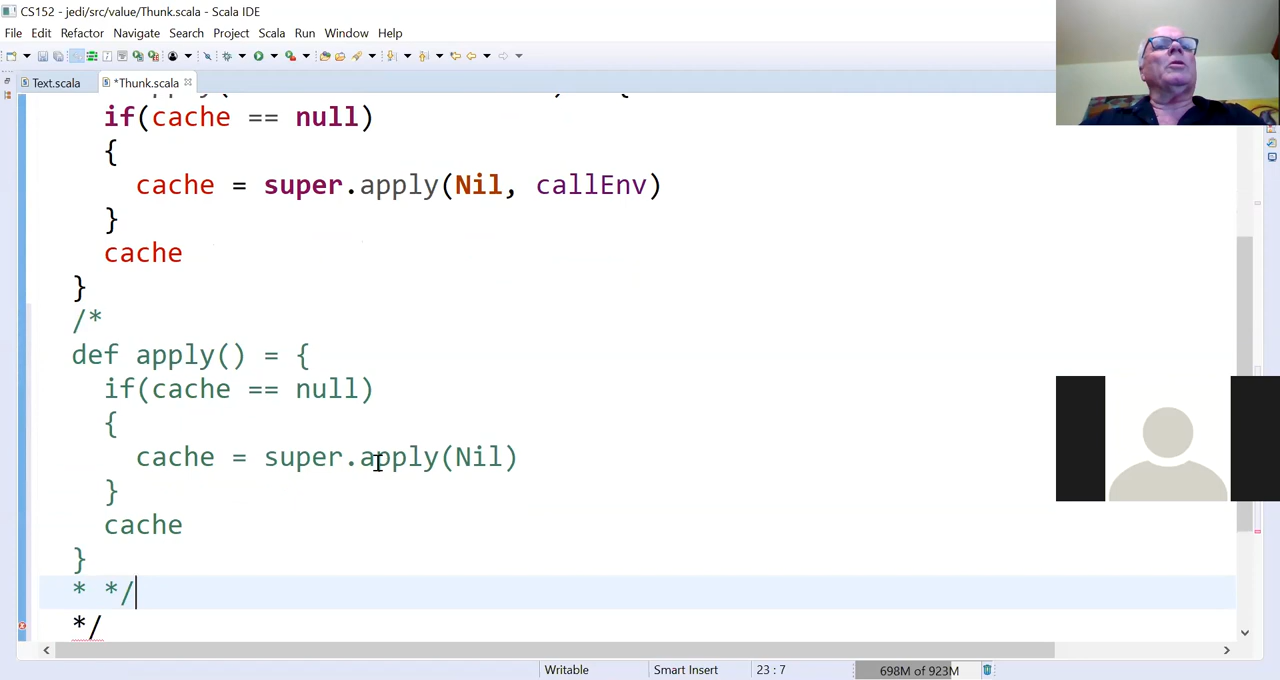 CS152 - jedi/src/value/Thunk.scala - Scala IDE
File Edit Refactor Navigate Search Project Scala Run Window Help
Text.scala *Thunk.scala
if(cache == null)
{
cache = super.apply(Nil, callEnv)
}
cache
}
/*
def apply() = {
if(cache == null)
{
cache = super.apply(Nil)
}
cache
}
* */
*/
Writable Smart Insert 23 : 7 698M of 923M